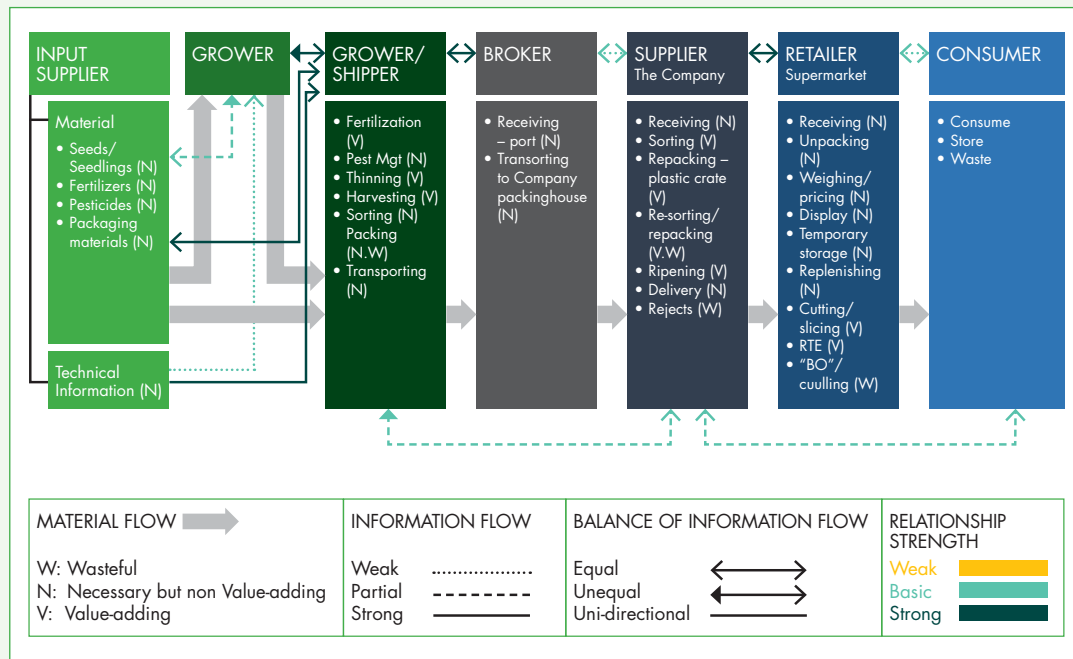 INPUT
SUPPLIER
GROWER
GROWER/
SHIPPER
BROKER
SUPPLIER
The Company
RETAILER
Supermarket
CONSUMER
Material
• Seeds/
Seedlings (N)
• Fertilizers (N)
• Pesticides (N)
• Packaging
materials (N)
Technical
Information (N)
• Fertilization
(V)
• Pest Mgt (N)
• Thinning (V)
• Harvesting (V)
• Sorting (N)
Packing
(N.W)
• Transporting
(N)
• Receiving
– port (N)
• Transorting
to Company
packinghouse
(N)
• Receiving (N)
• Sorting (V)
• Repacking –
plastic crate
(V)
• Re-sorting/
repacking
(V.W)
• Ripening (V)
• Delivery (N)
• Rejects (W)
• Receiving (N)
• Unpacking
(N)
• Weighing/
pricing (N)
• Display (N)
• Temporary
storage (N)
• Replenishing
(N)
• Cutting/
slicing (V)
• RTE (V)
• “BO”/
cuulling (W)
• Consume
• Store
• Waste
MATERIAL FLOW
W: Wasteful
N: Necessary but non Value-adding
V: Value-adding
INFORMATION FLOW
Weak
Partial
Strong
BALANCE OF INFORMATION FLOW
Equal
Unequal
Uni-directional
RELATIONSHIP
STRENGTH
Weak
Basic
Strong